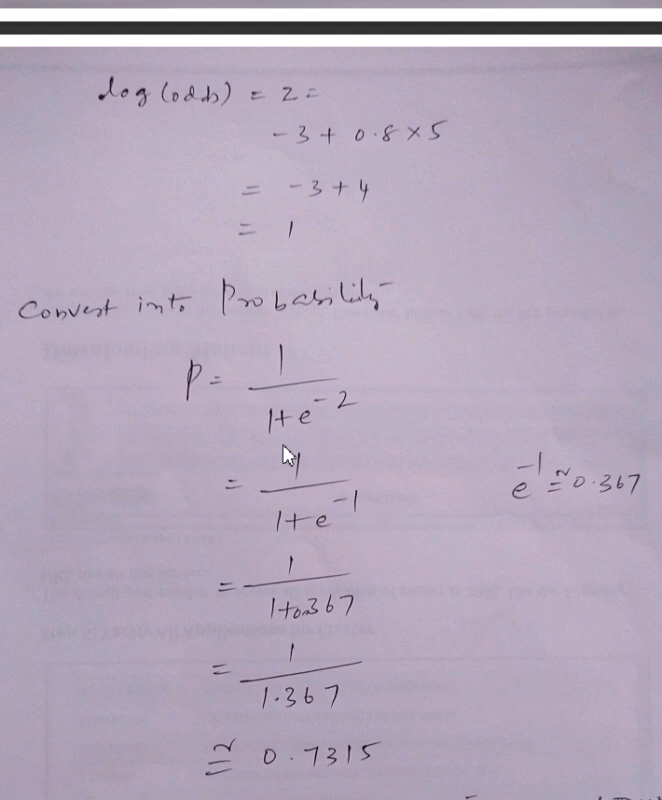 log(odds) = z =
-3 + 0.8 × 5
= -3 + 4
= 1
Convert into Probability
P = 1 / (1 + e^-z)
= 1 / (1 + e^-1)
e^-1 ≅ 0.367
= 1 / (1 + 0.367)
= 1 / 1.367
≅ 0.7315